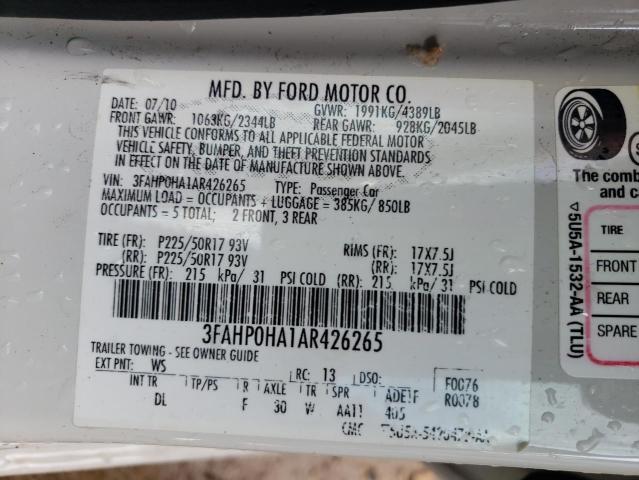 MFD. BY FORD MOTOR CO.
DATE: 07/10 GVWR: 1991KG/4389LB
FRONT GAWR: 1063KG/2344LB REAR GAWR: 928KG/2045LB
THIS VEHICLE CONFORMS TO ALL APPLICABLE FEDERAL MOTOR
VEHICLE SAFETY, BUMPER, AND THEFT PREVENTION STANDARDS
IN EFFECT ON THE DATE OF MANUFACTURE SHOWN ABOVE.
VIN: 3FAHP0HA1AR426265 TYPE: Passenger Car
MAXIMUM LOAD = OCCUPANTS + LUGGAGE = 385KG/ 850LB
OCCUPANTS = 5 TOTAL; 2 FRONT, 3 REAR
TIRE (FR): P225/50R17 93V RIMS (FR): 17X7.5J
(RR): P225/50R17 93V (RR): 17X7.5J
PRESSURE (FR): 215 kPa/ 31 PSI COLD (RR): 215 kPa/ 31 PSI COLD
3FAHP0HA1AR426265
TRAILER TOWING - SEE OWNER GUIDE
EXT PNT: WS RC: 13 DSO: F0076
INT TR TP/PS R AXLE TR SPR R0078
DL F 30 W AA11 405
CMC
The comb
and c
TIRE
FRONT
REAR
SPARE
5U5A-1532-AA (TLU)